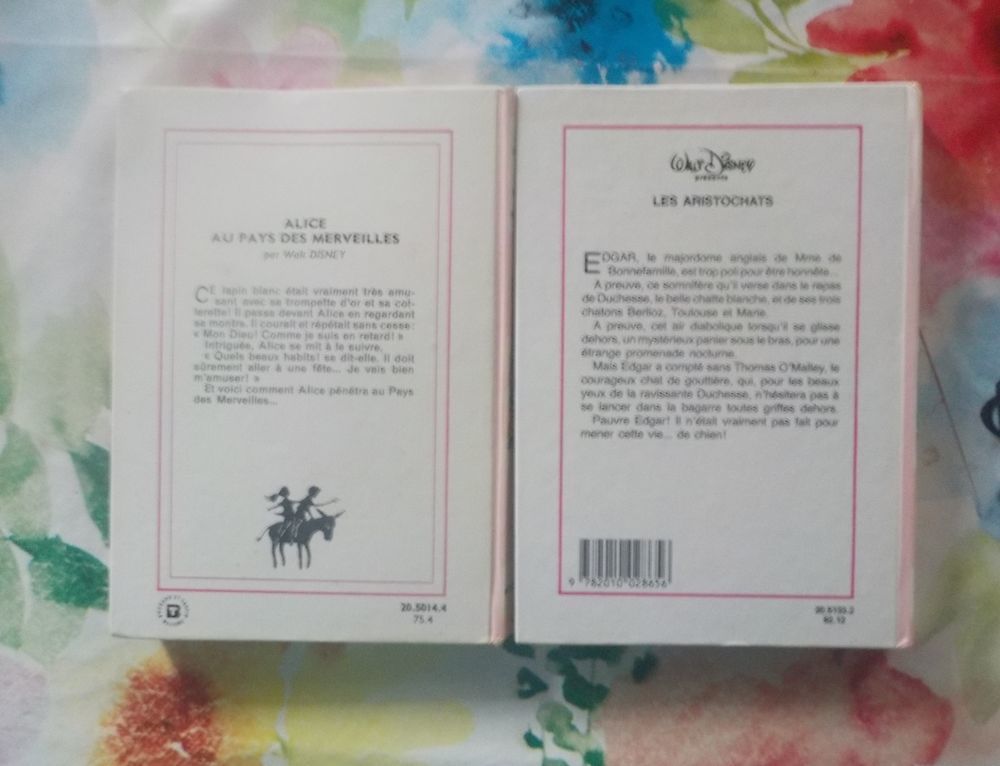 ALICE
AU PAYS DES MERVEILLES
par Walt DISNEY
CE lapin blanc était vraiment très amu-
sant avec sa trompette d'or et sa col-
lerette! Il passa devant Alice en regardant
sa montre. Il courait et répétait sans cesse:
« Mon Dieu! Comme je suis en retard! »
Intriguée, Alice se mit à le suivre.
« Quels beaux habits! se dit-elle. Il doit
sûrement aller à une fête... Je vais bien
m'amuser! »
Et voici comment Alice pénètre au Pays
des Merveilles...
20.5014.4
75.4
WALT DISNEY
présente
LES ARISTOCHATS
EDGAR, le majordome anglais de Mme de
Bonnefamille, est trop poli pour être honnête...
A preuve, ce somnifère qu'il verse dans le repas
de Duchesse, la belle chatte blanche, et de ses trois
chatons Berlioz, Toulouse et Marie.
A preuve, cet air diabolique lorsqu'il se glisse
dehors, un mystérieux panier sous le bras, pour une
étrange promenade nocturne.
Mais Edgar a compté sans Thomas O'Malley, le
courageux chat de gouttière, qui, pour les beaux
yeux de la ravissante Duchesse, n'hésitera pas à
se lancer dans la bagarre toutes griffes dehors.
Pauvre Edgar! Il n'était vraiment pas fait pour
mener cette vie... de chien!
9 782010 028656
82.12